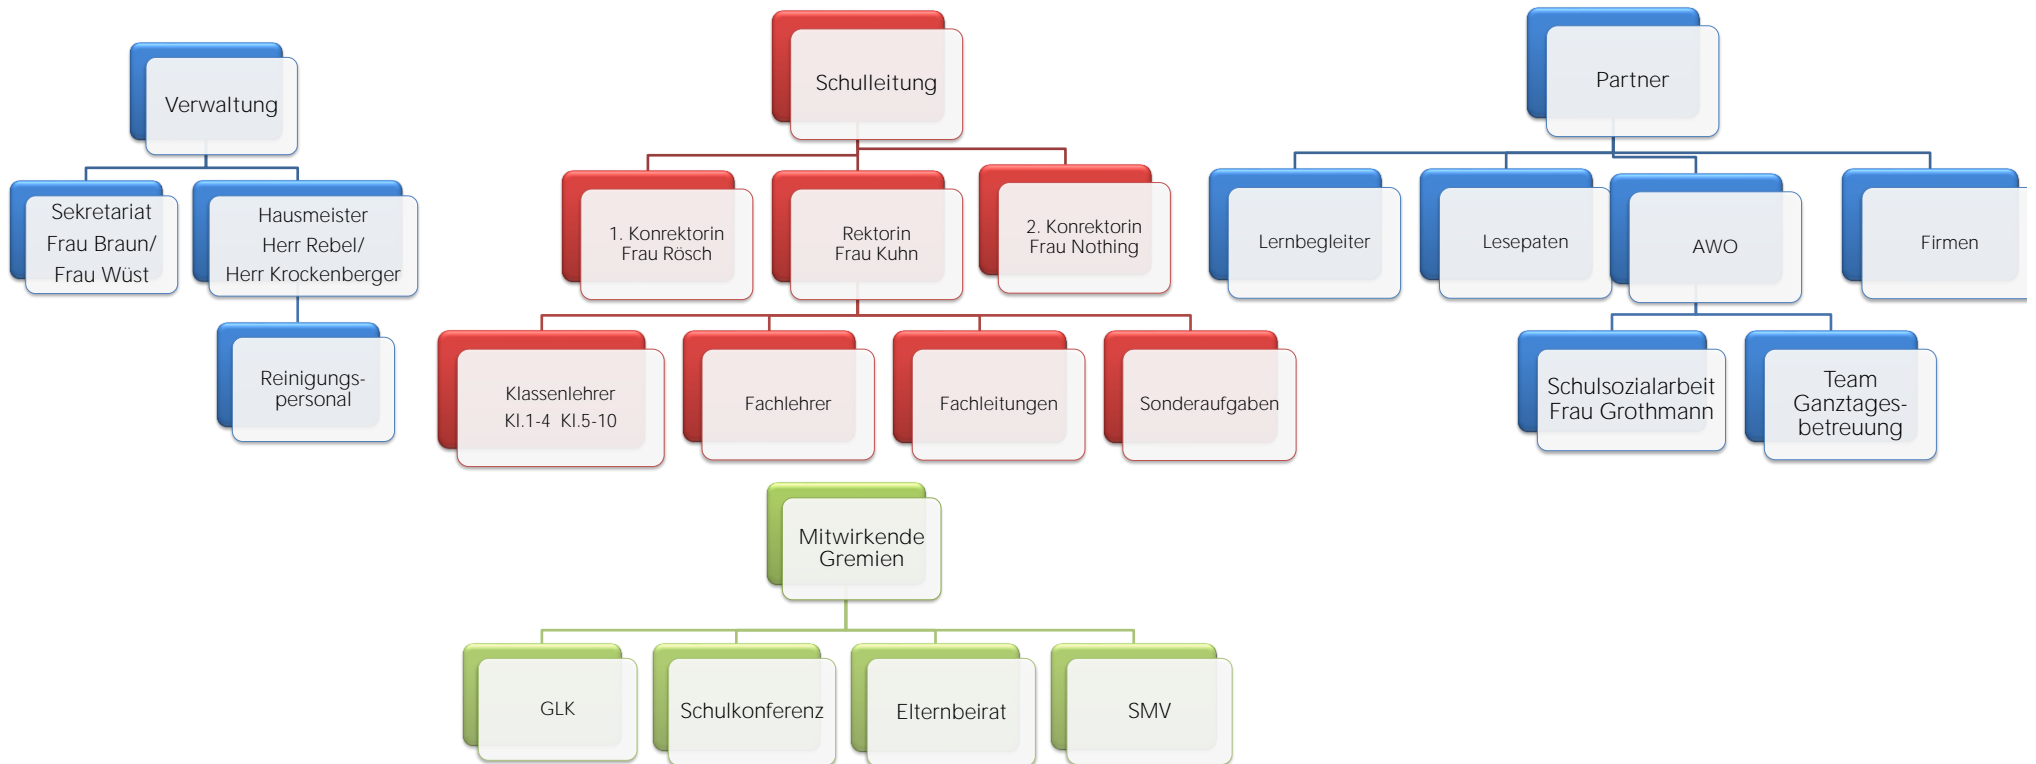 Verwaltung
Sekretariat
Frau Braun/
Frau Wüst
Hausmeister
Herr Rebel/
Herr Krockenberger
Reinigungs-
personal
Schulleitung
1. Konrektorin
Frau Rösch
Rektorin
Frau Kuhn
2. Konrektorin
Frau Nothing
Klassenlehrer
Kl.1-4 Kl.5-10
Fachlehrer
Fachleitungen
Sonderaufgaben
Partner
Lernbegleiter
Lesepaten
AWO
Firmen
Schulsozialarbeit
Frau Grothmann
Team
Ganztages-
betreuung
Mitwirkende
Gremien
GLK
Schulkonferenz
Elternbeirat
SMV